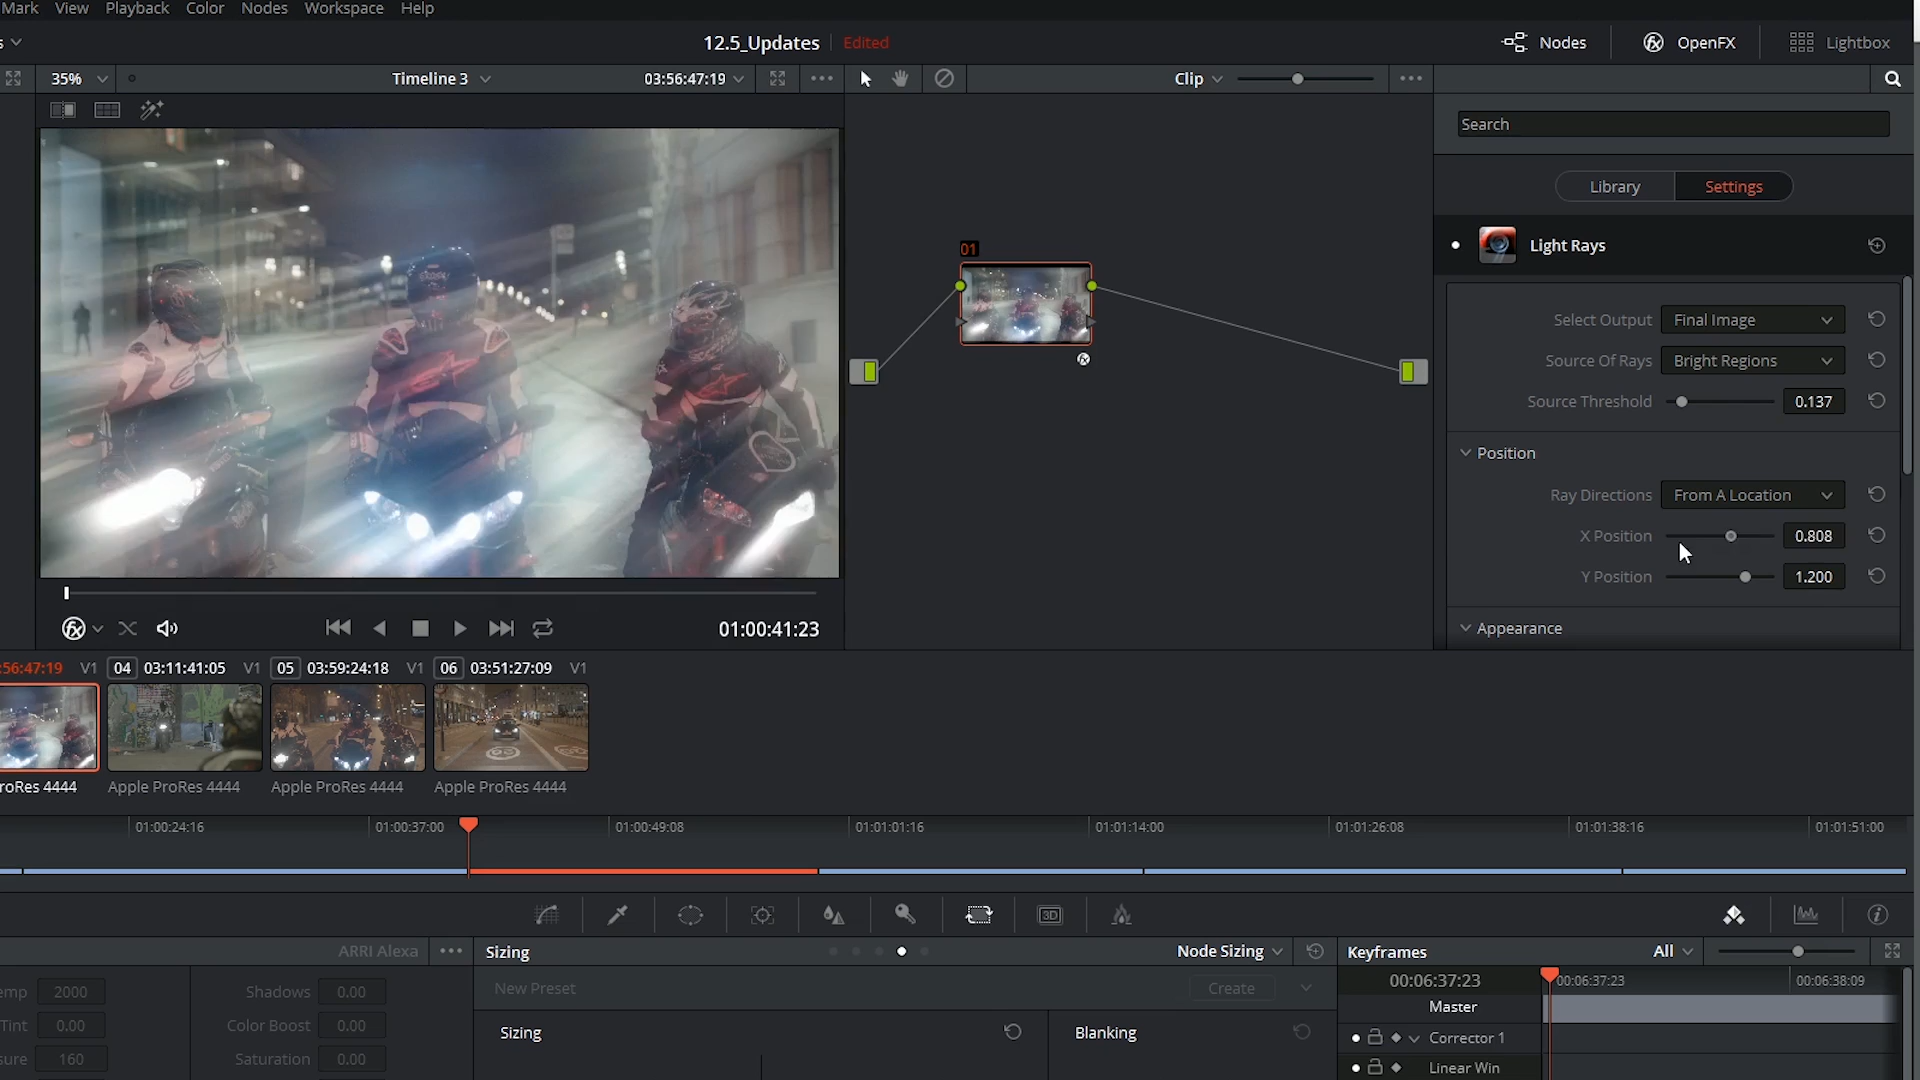 Mark View Playback Color Nodes Workspace Help
s 12.5_Updates Edited Nodes OpenFX Lightbox
35% Timeline 3 03:56:47:19 Clip
Search
Library Settings
01
Light Rays
Select Output Final Image
Source Of Rays Bright Regions
Source Threshold 0.137
Position
Ray Directions From A Location
X Position 0.808
Y Position 1.200
Appearance
01:00:41:23
:56:47:19 V1 04 03:11:41:05 V1 05 03:59:24:18 V1 06 03:51:27:09 V1
roRes 4444 Apple ProRes 4444 Apple ProRes 4444 Apple ProRes 4444
01:00:24:16 01:00:37:00 01:00:49:08 01:01:01:16 01:01:14:00 01:01:26:08 01:01:38:16 01:01:51:00
3D
ARRI Alexa Sizing Node Sizing Keyframes All
emp 2000 Shadows 0.00 New Preset Create 00:06:37:23 00:06:37:23 00:06:38:09
Master
Tint 0.00 Color Boost 0.00 Sizing Blanking Corrector 1
sure 160 Saturation 0.00 Linear Win